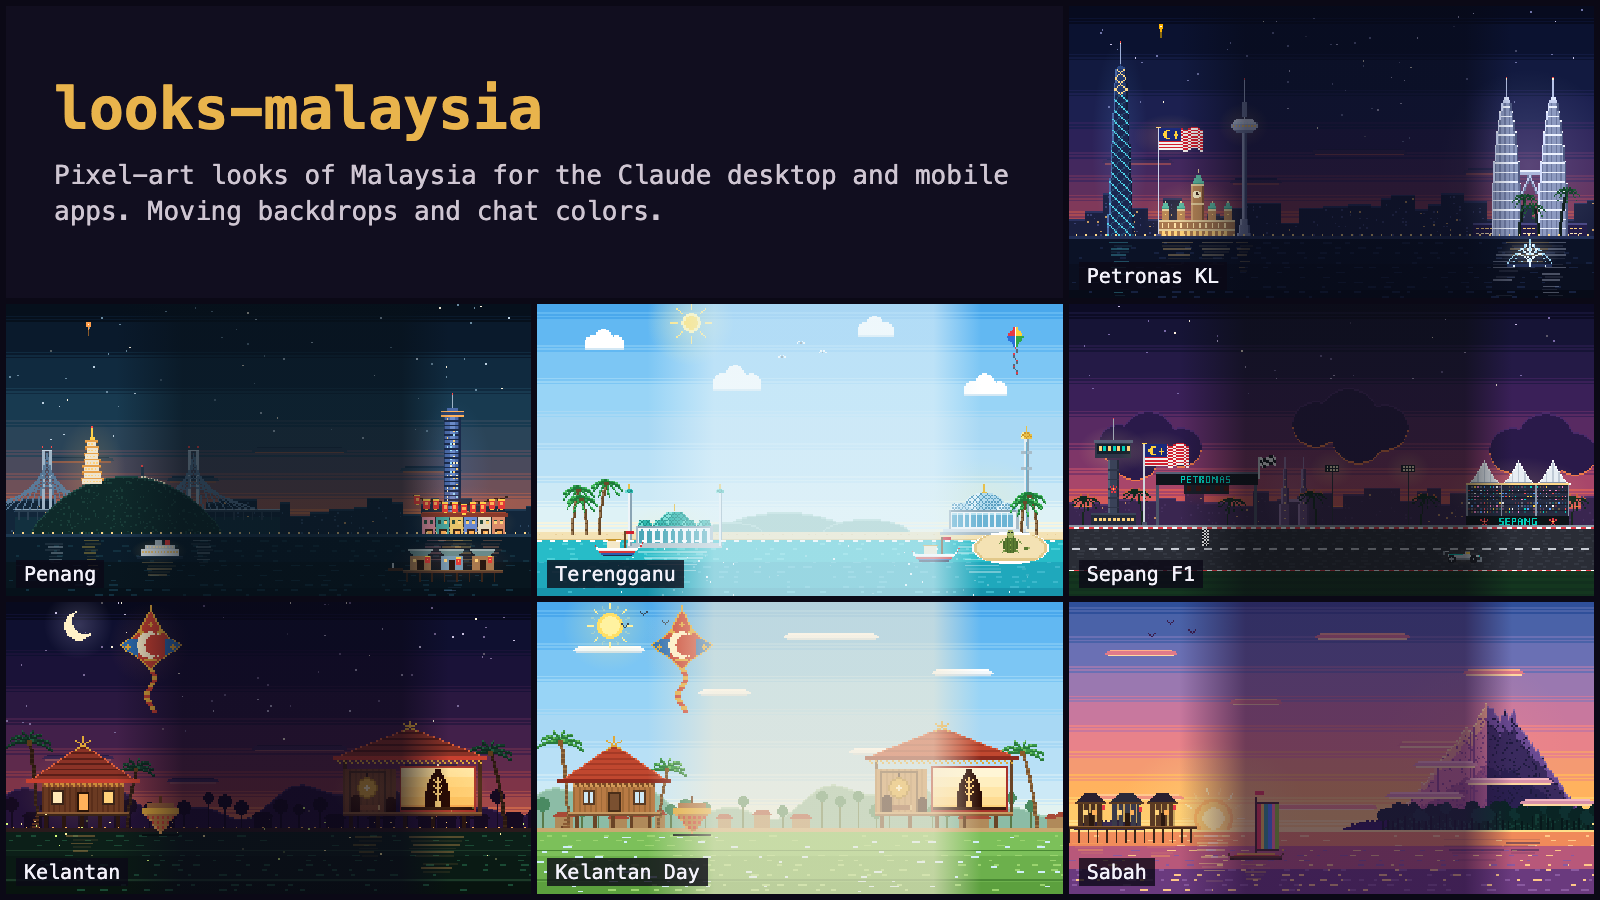 looks-malaysia
Pixel-art looks of Malaysia for the Claude desktop and mobile
apps. Moving backdrops and chat colors.
Petronas KL
Penang
Terengganu
PETRONAS
SEPANG
Sepang F1
Kelantan
Kelantan Day
Sabah